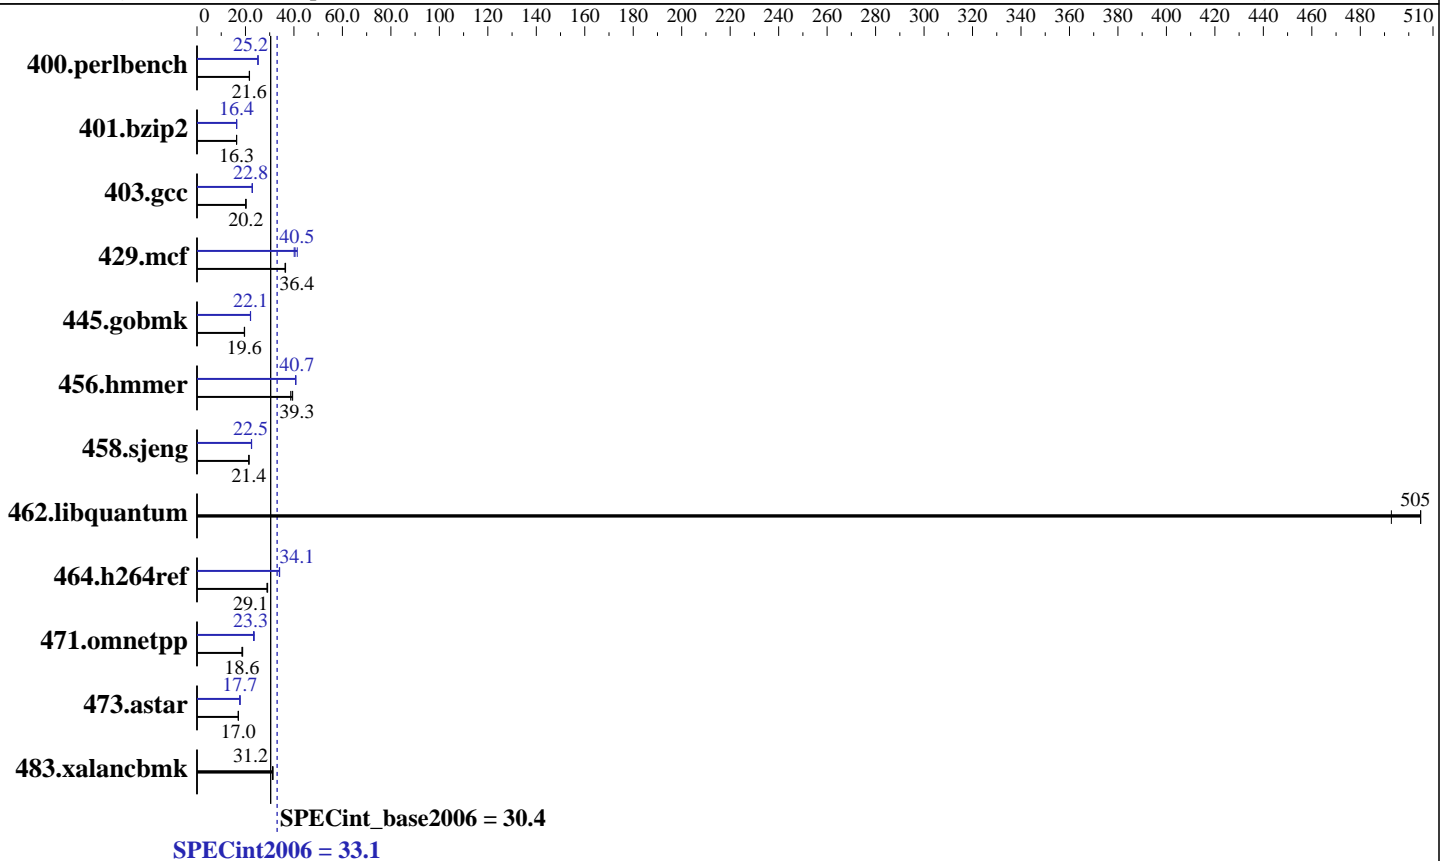 0 20.0 40.0 60.0 80.0 100 120 140 160 180 200 220 240 260 280 300 320 340 360 380 400 420 440 460 480 510
25.2
400.perlbench
21.6
16.4
401.bzip2
16.3
22.8
403.gcc
20.2
40.5
429.mcf
36.4
22.1
445.gobmk
19.6
40.7
456.hmmer
39.3
22.5
458.sjeng
21.4
505
462.libquantum
34.1
464.h264ref
29.1
23.3
471.omnetpp
18.6
17.7
473.astar
17.0
31.2
483.xalancbmk
SPECint_base2006 = 30.4
SPECint2006 = 33.1